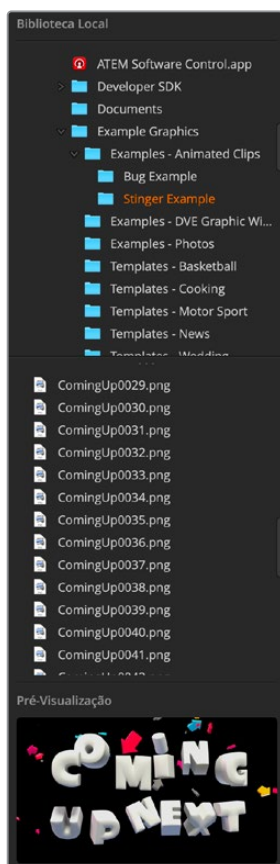 Biblioteca Local
ATEM Software Control.app
Developer SDK
Documents
Example Graphics
Examples - Animated Clips
Bug Example
Stinger Example
Examples - DVE Graphic Wi...
Examples - Photos
Templates - Basketball
Templates - Cooking
Templates - Motor Sport
Templates - News
Templates - Wedding
ComingUp0029.png
ComingUp0030.png
ComingUp0031.png
ComingUp0032.png
ComingUp0033.png
ComingUp0034.png
ComingUp0035.png
ComingUp0036.png
ComingUp0037.png
ComingUp0038.png
ComingUp0039.png
ComingUp0040.png
ComingUp0041.png
Pré-Visualização
COMiNG
UP NEXT